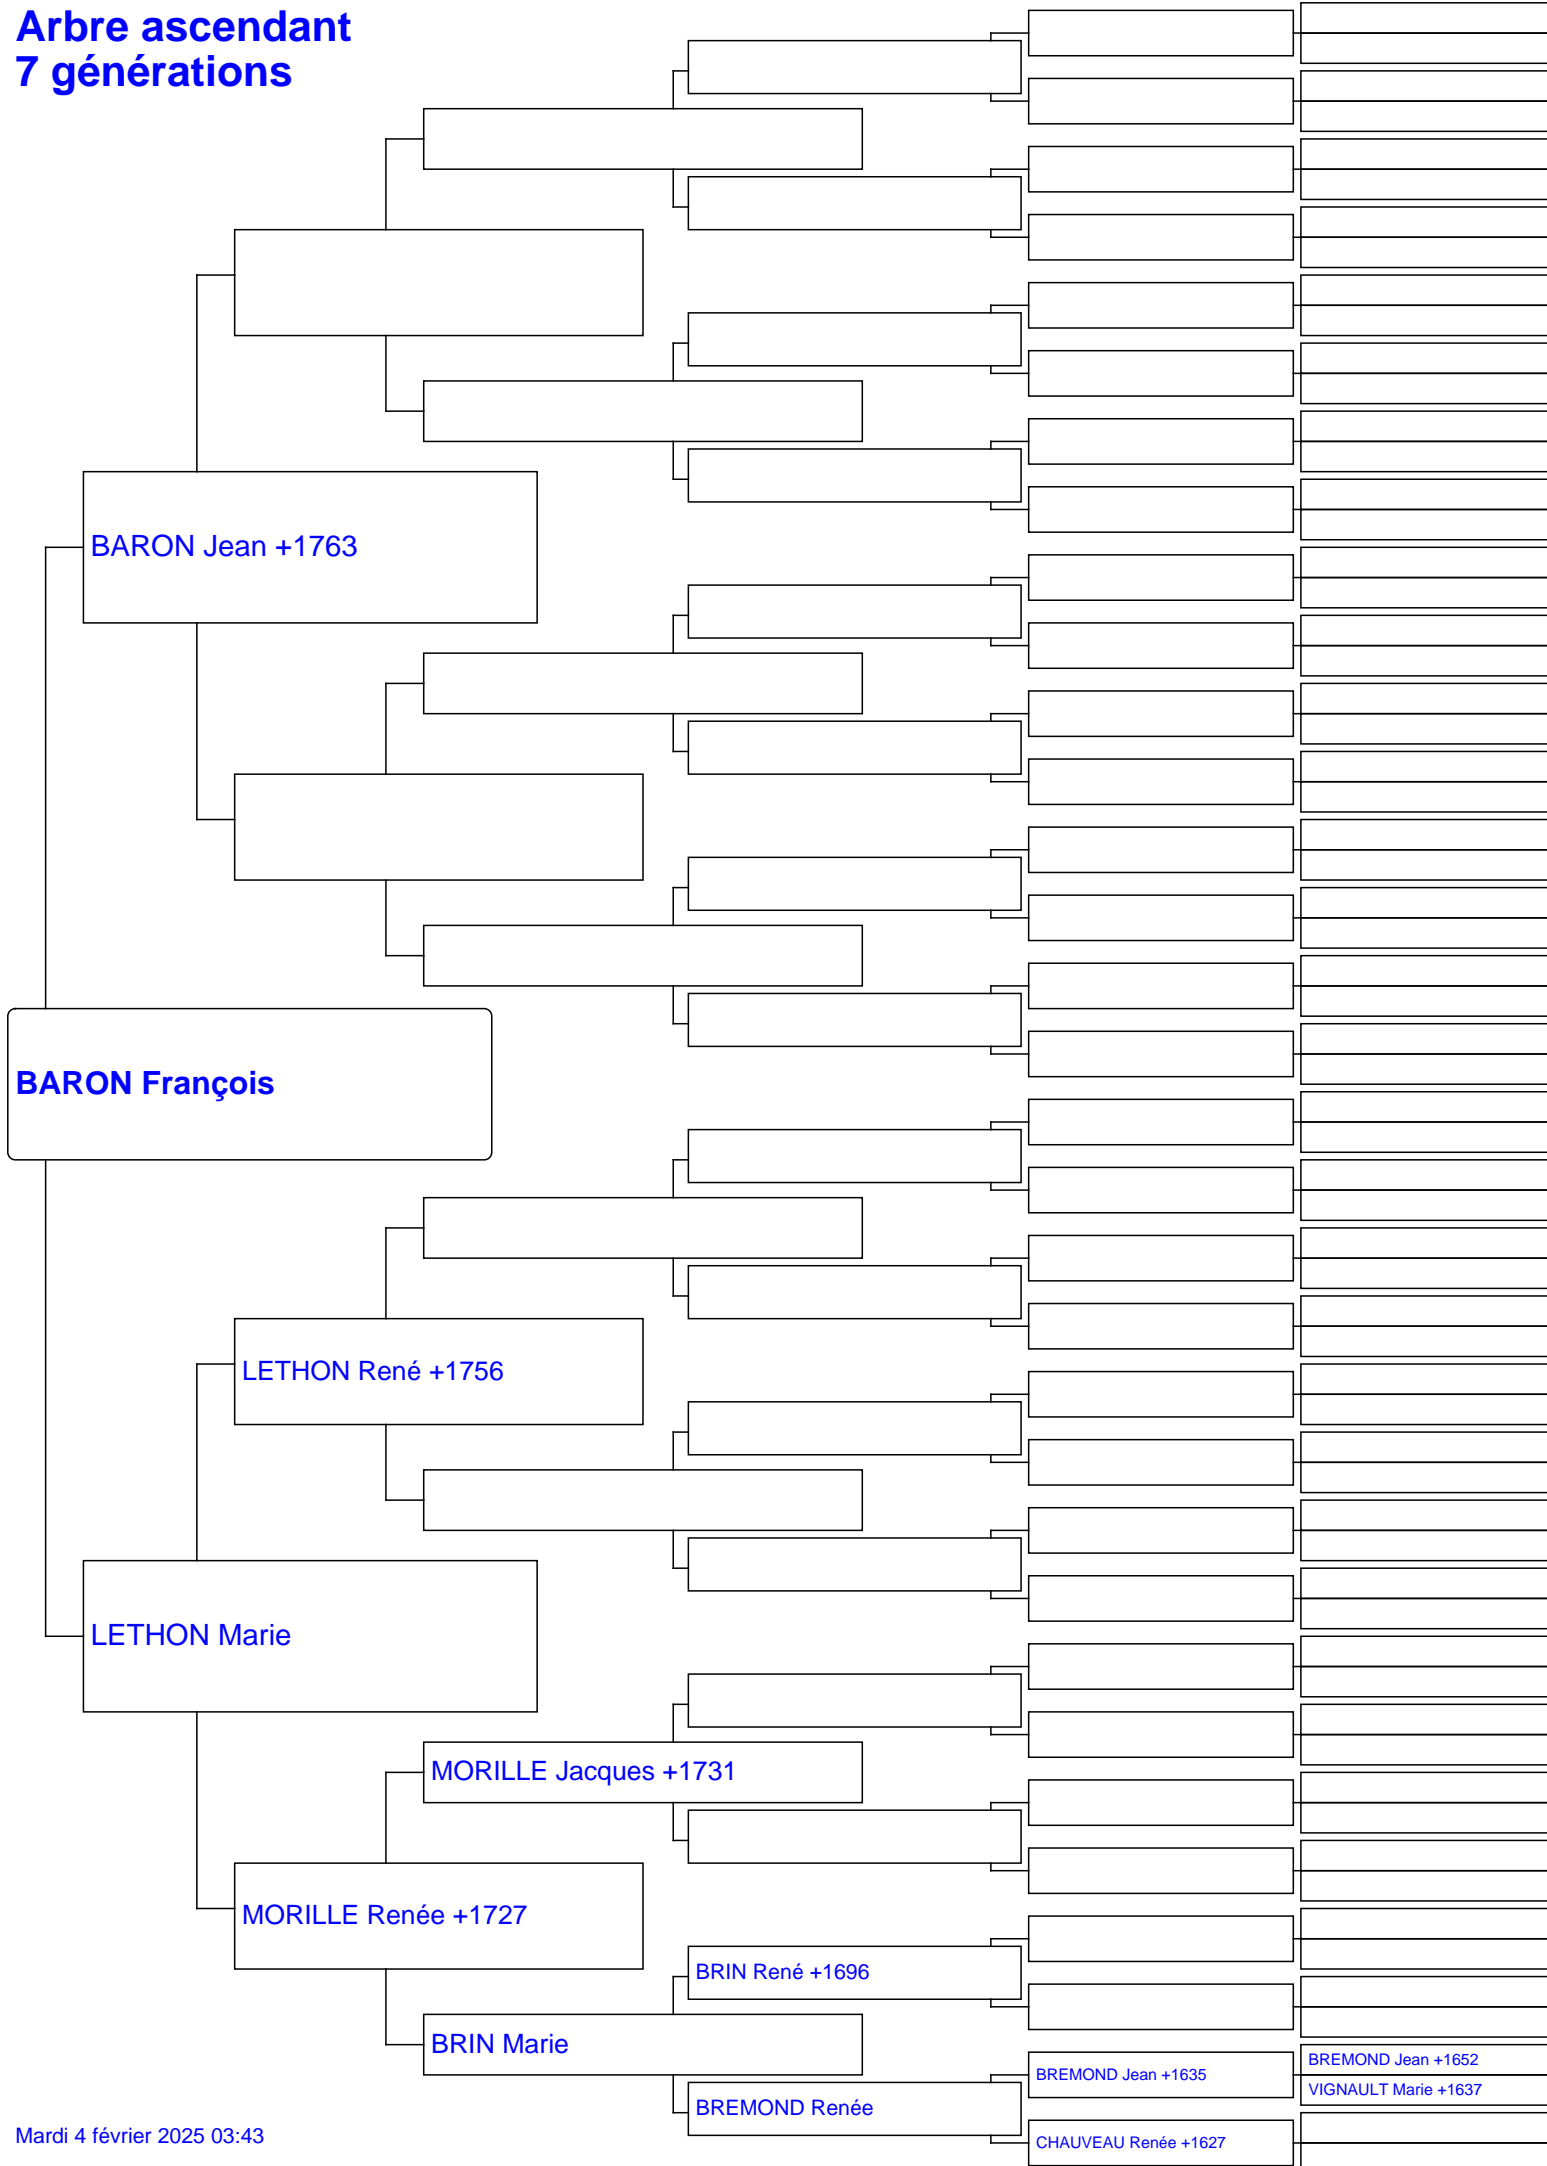 Arbre ascendant
7 générations
BARON Jean +1763
BARON François
LETHON René +1756
LETHON Marie
MORILLE Jacques +1731
MORILLE Renée +1727
BRIN René +1696
BRIN Marie
BREMOND Jean +1652
BREMOND Jean +1635
VIGNAULT Marie +1637
BREMOND Renée
CHAUVEAU Renée +1627
Mardi 4 février 2025 03:43